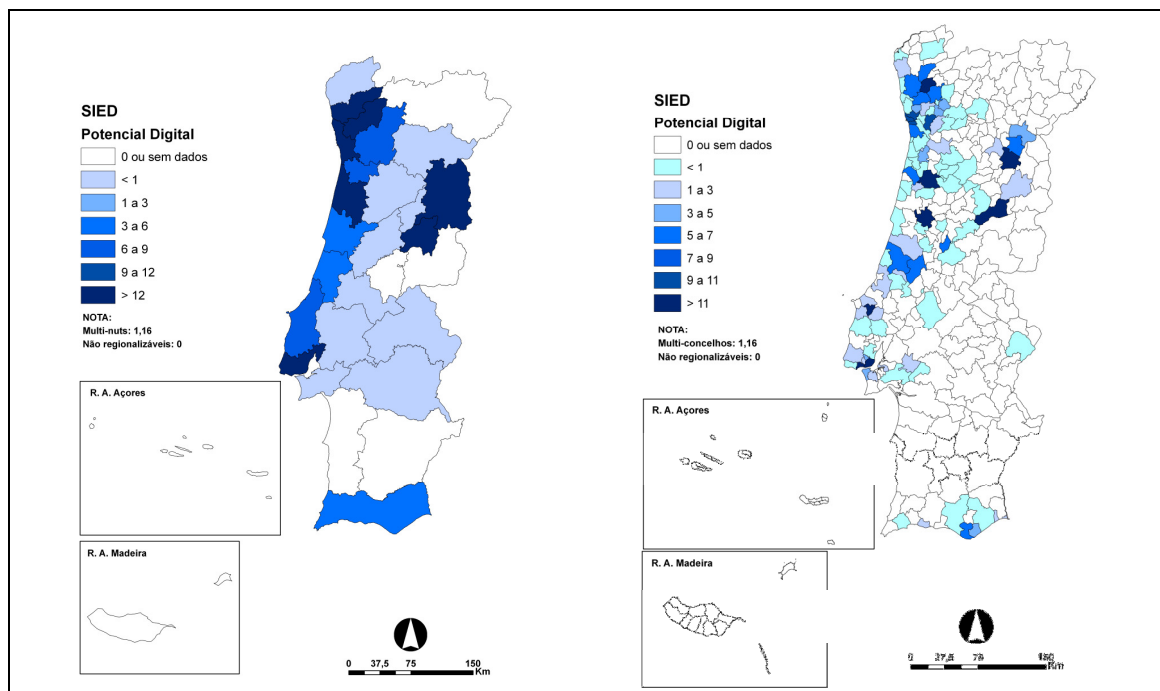 SIED
Potencial Digital
0 ou sem dados
< 1
1 a 3
3 a 6
6 a 9
9 a 12
> 12
NOTA:
Multi-nuts: 1,16
Não regionalizáveis: 0
R. A. Açores
R. A. Madeira
0 37,5 75 150
Km
SIED
Potencial Digital
0 ou sem dados
< 1
1 a 3
3 a 5
5 a 7
7 a 9
9 a 11
> 11
NOTA:
Multi-concelhos: 1,16
Não regionalizáveis: 0
R. A. Açores
R. A. Madeira